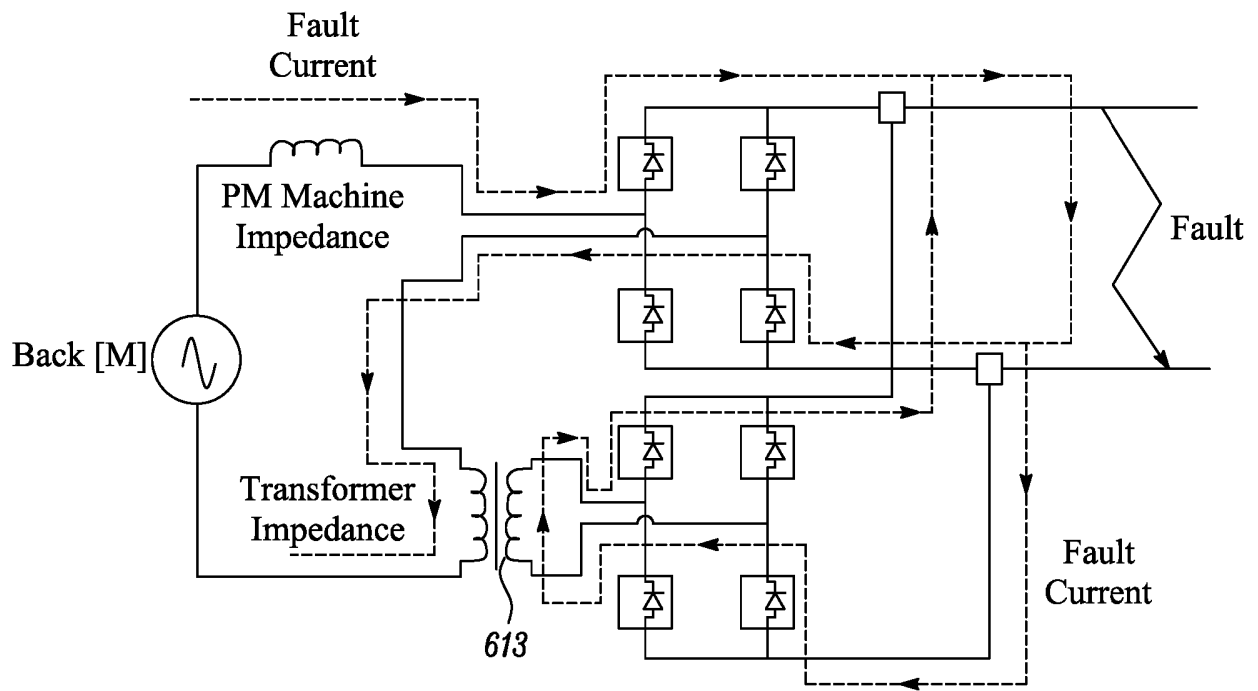 Fault
Current
PM Machine
Impedance
Fault
Back [M]
Transformer
Impedance
Fault
Current
613